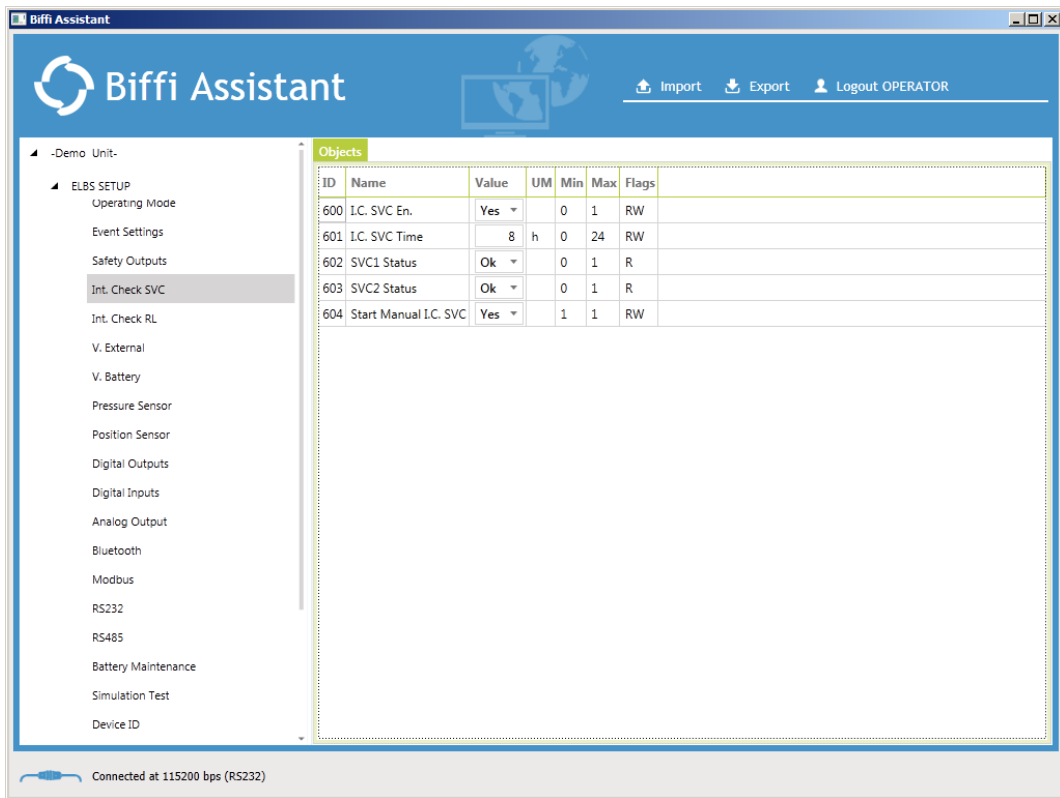 Biffi Assistant
Biffi Assistant
Import Export Logout OPERATOR
-Demo Unit-
ELBS SETUP
Operating Mode
Event Settings
Safety Outputs
Int. Check SVC
Int. Check RL
V. External
V. Battery
Pressure Sensor
Position Sensor
Digital Outputs
Digital Inputs
Analog Output
Bluetooth
Modbus
RS232
RS485
Battery Maintenance
Simulation Test
Device ID
Objects
ID Name Value UM Min Max Flags
600 I.C. SVC En. Yes 0 1 RW
601 I.C. SVC Time 8 h 0 24 RW
602 SVC1 Status Ok 0 1 R
603 SVC2 Status Ok 0 1 R
604 Start Manual I.C. SVC Yes 1 1 RW
Connected at 115200 bps (RS232)